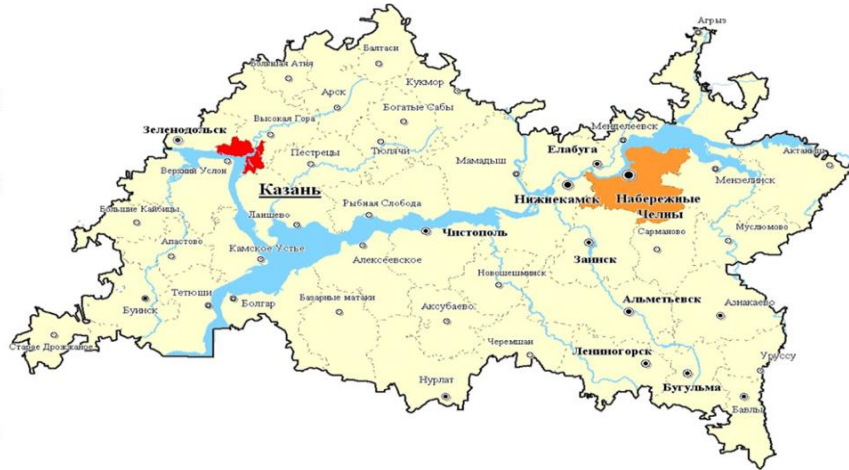 Агрыз
Балтаси
Большая Атня
Кукмор
Арск
Богатые Сабы
Высокая Гора
Менделеевск
Зеленодольск
Елабуга
Пестрецы
Тюлячи
Актаныш
Мамадыш
Верхний Услон
Мензелинск
Казань
Нижнекамск
Набережные
Челны
Рыбная Слобода
Большие Кайбицы
Лаишево
Муслюмово
Чистополь
Сарманово
Апастово
Камское Устье
Алексеевское
Заинск
Новошешминск
Тетюши
Болгар
Базарные матаки
Альметьевск
Азнакаево
Буинск
Аксубаево
Старое Дрожжаное
Черемшан
Лениногорск
Уруссу
Нурлат
Бугульма
Бавлы